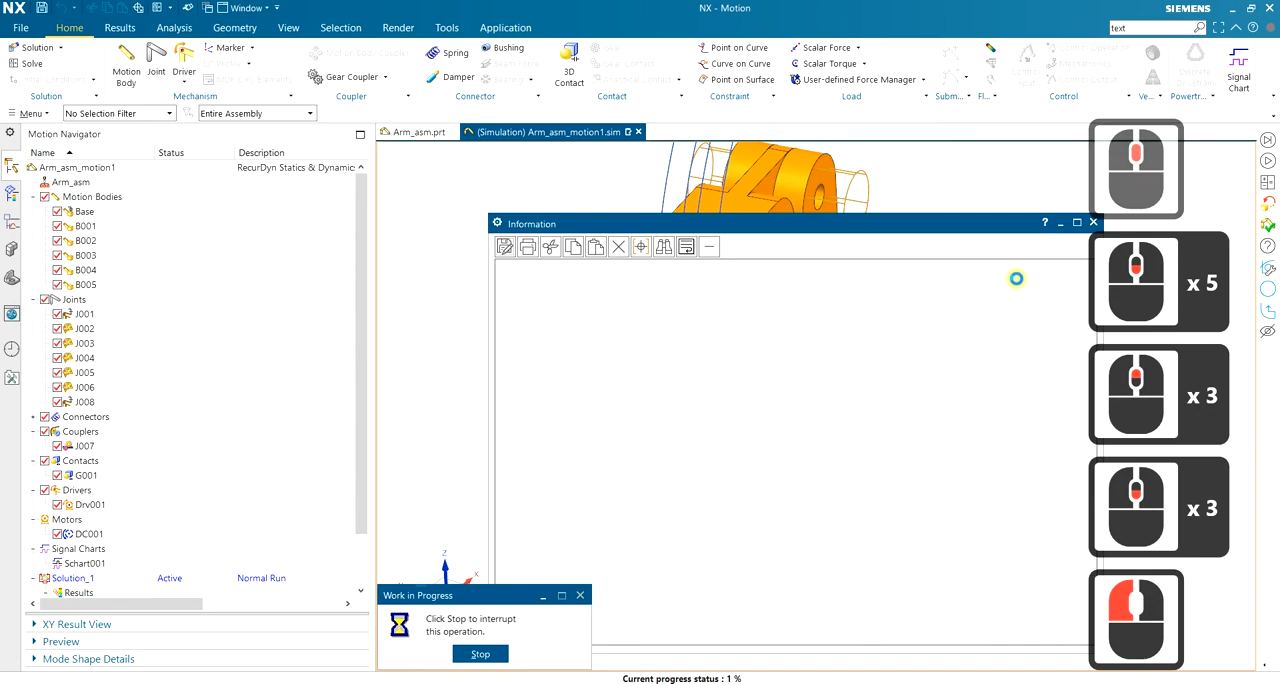 NX
Window
NX - Motion
SIEMENS
File
Home
Results
Analysis
Geometry
View
Selection
Render
Tools
Application
text
Solution
Solve
Solution
Motion Body
Joint
Driver
Marker
Mechanism
Motion Body Coupler
Gear Coupler
Coupler
Spring
Damper
Bushing
Connector
3D Contact
Contact
Point on Curve
Curve on Curve
Point on Surface
Constraint
Scalar Force
Scalar Torque
User-defined Force Manager
Load
Subm...
Fl...
Control
Ve...
Powertr...
Signal Chart
Menu
No Selection Filter
Entire Assembly
Motion Navigator
Arm_asm.prt
(Simulation) Arm_asm_motion1.sim
Name
Status
Description
Arm_asm_motion1
RecurDyn Statics & Dynamic
Arm_asm
Motion Bodies
Base
B001
B002
B003
B004
B005
Joints
J001
J002
J003
J004
J005
J006
J008
Connectors
Couplers
J007
Contacts
G001
Drivers
Drv001
Motors
DC001
Signal Charts
Schart001
Solution_1
Active
Normal Run
Results
XY Result View
Preview
Mode Shape Details
Information
?
x 5
x 3
x 3
Z
X
Work in Progress
Click Stop to interrupt
this operation.
Stop
Current progress status : 1 %